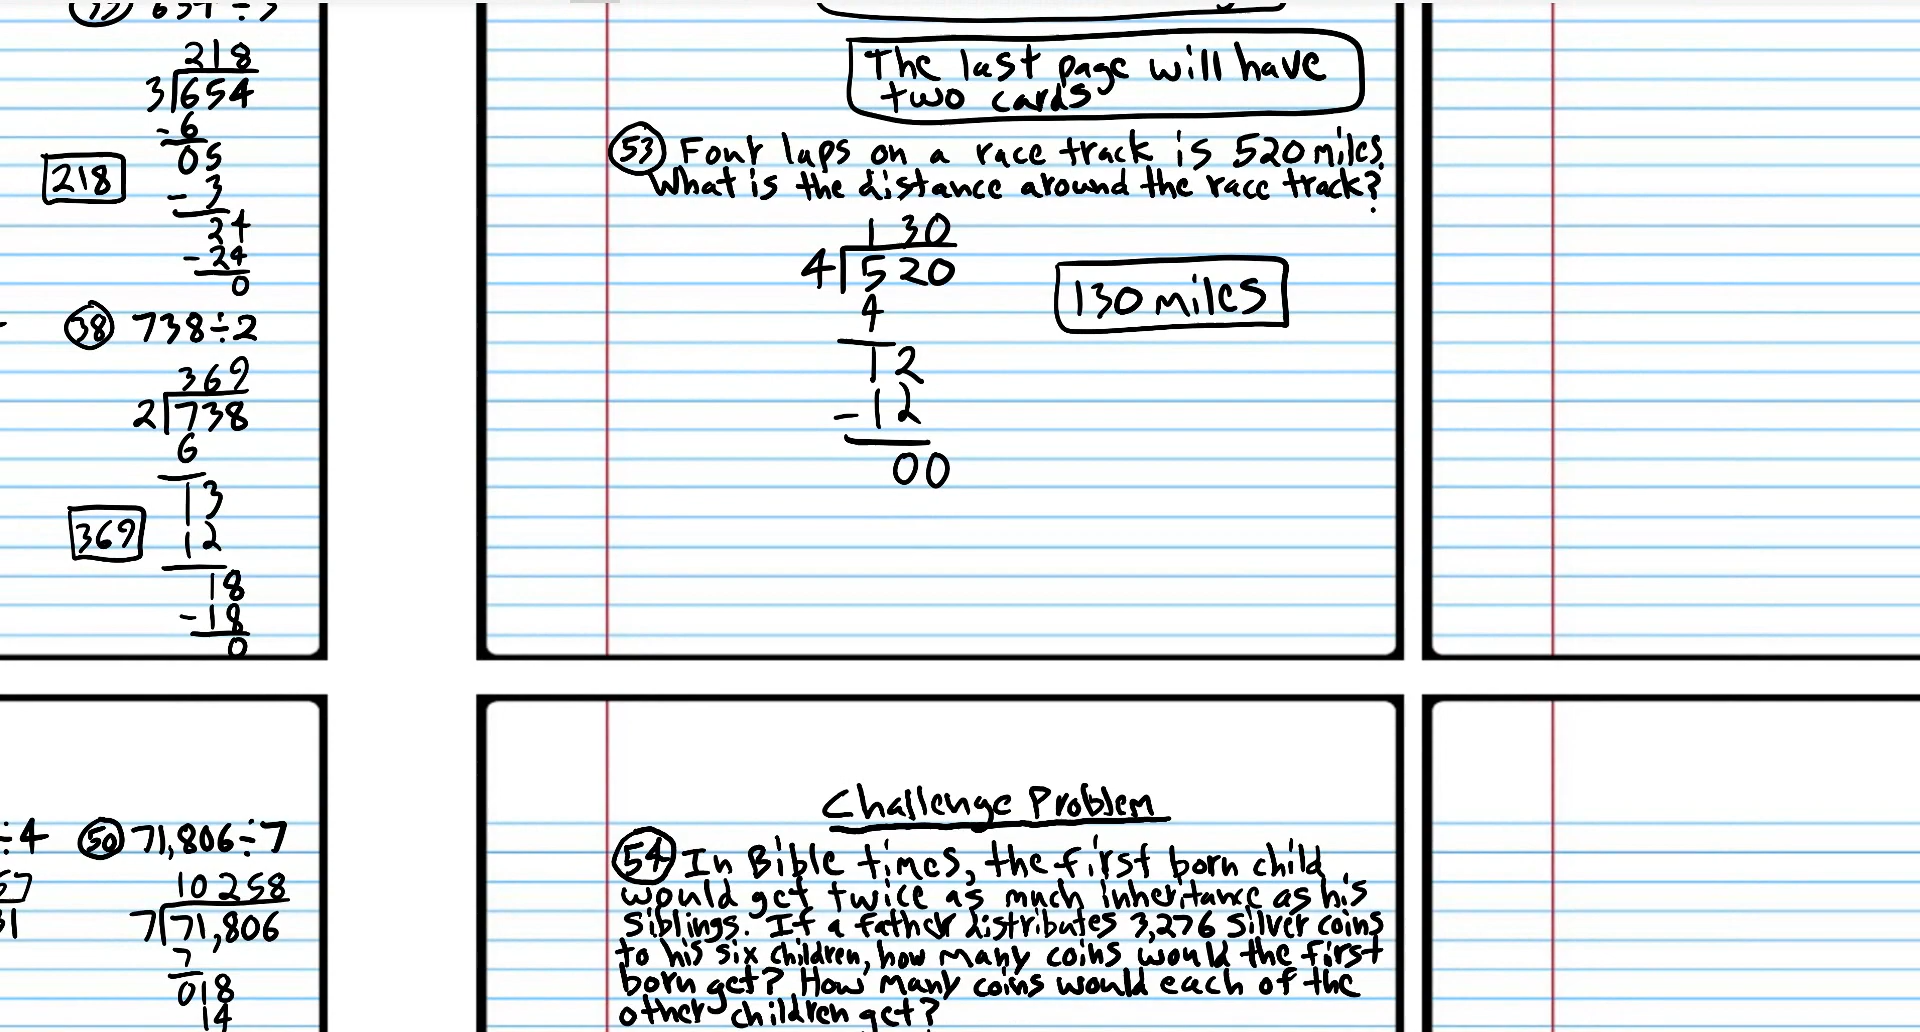 654÷3
218
3 654
-6
05
-3
24
-24
0
218
38 738÷2
369
2 738
6
13
12
18
-18
0
369
÷4
50 71,806÷7
10258
7 71,806
7
018
14
The last page will have
two cards
53 Four laps on a race track is 520 miles.
What is the distance around the race track?
130
4 520
4
12
-12
00
130 miles
Challenge Problem
54 In Bible times, the first born child
would get twice as much inheritance as his
siblings. If a father distributes 3,276 silver coins
to his six children, how many coins would the first
born get? How many coins would each of the
other children get?